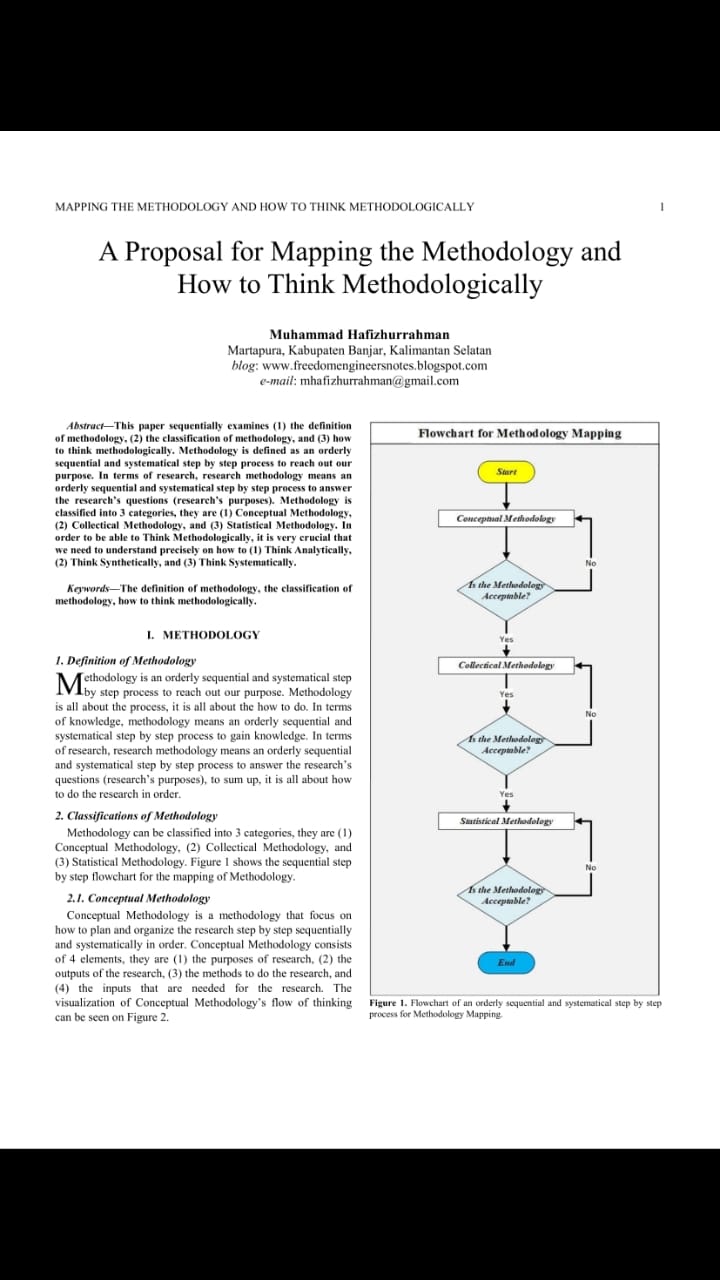 MAPPING THE METHODOLOGY AND HOW TO THINK METHODOLOGICALLY 1
A Proposal for Mapping the Methodology and
How to Think Methodologically
Muhammad Hafizhurrahman
Martapura, Kabupaten Banjar, Kalimantan Selatan
blog: www.freedomengineersnotes.blogspot.com
e-mail: mhafizhurrahman@gmail.com
Abstract—This paper sequentially examines (1) the definition
of methodology, (2) the classification of methodology, and (3) how
to think methodologically. Methodology is defined as an orderly
sequential and systematical step by step process to reach out our
purpose. In terms of research, research methodology means an
orderly sequential and systematical step by step process to answer
the research's questions (research's purposes). Methodology is
classified into 3 categories, they are (1) Conceptual Methodology,
(2) Collectical Methodology, and (3) Statistical Methodology. In
order to be able to Think Methodologically, it is very crucial that
we need to understand precisely on how to (1) Think Analytically,
(2) Think Synthetically, and (3) Think Systematically.
Keywords—The definition of methodology, the classification of
methodology, how to think methodologically.
I. METHODOLOGY
1. Definition of Methodology
Methodology is an orderly sequential and systematical step
by step process to reach out our purpose. Methodology
is all about the process, it is all about the how to do. In terms
of knowledge, methodology means an orderly sequential and
systematical step by step process to gain knowledge. In terms
of research, research methodology means an orderly sequential
and systematical step by step process to answer the research's
questions (research's purposes), to sum up, it is all about how
to do the research in order.
2. Classifications of Methodology
Methodology can be classified into 3 categories, they are (1)
Conceptual Methodology, (2) Collectical Methodology, and
(3) Statistical Methodology. Figure 1 shows the sequential step
by step flowchart for the mapping of Methodology.
2.1. Conceptual Methodology
Conceptual Methodology is a methodology that focus on
how to plan and organize the research step by step sequentially
and systematically in order. Conceptual Methodology consists
of 4 elements, they are (1) the purposes of research, (2) the
outputs of the research, (3) the methods to do the research, and
(4) the inputs that are needed for the research. The
visualization of Conceptual Methodology's flow of thinking
can be seen on Figure 2.
Flowchart for Methodology Mapping
Start
Conceptual Methodology
No
Is the Methodology
Acceptable?
Yes
Collectical Methodology
Yes
No
Is the Methodology
Acceptable?
Yes
Statistical Methodology
No
Is the Methodology
Acceptable?
End
Figure 1. Flowchart of an orderly sequential and systematical step by step
process for Methodology Mapping.